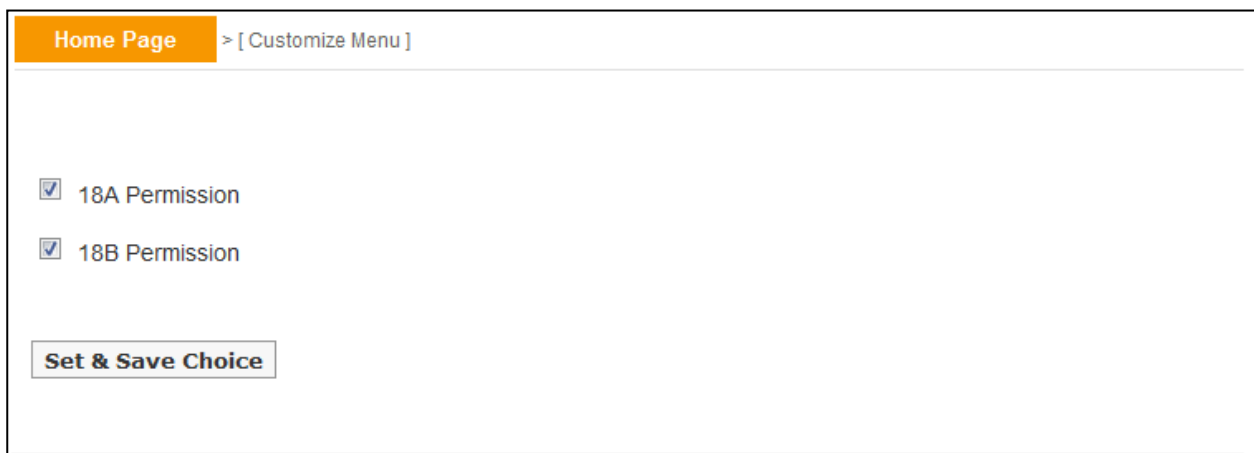 Home Page > [ Customize Menu ]
18A Permission
18B Permission
Set & Save Choice